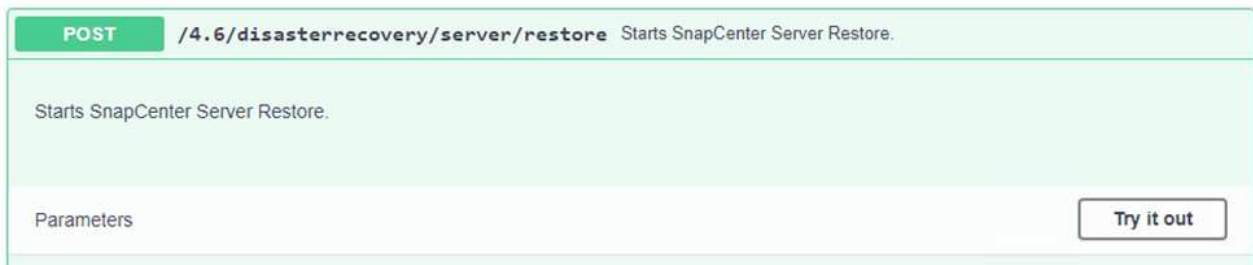 POST /4.6/disasterrecovery/server/restore Starts SnapCenter Server Restore.
Starts SnapCenter Server Restore.
Parameters Try it out